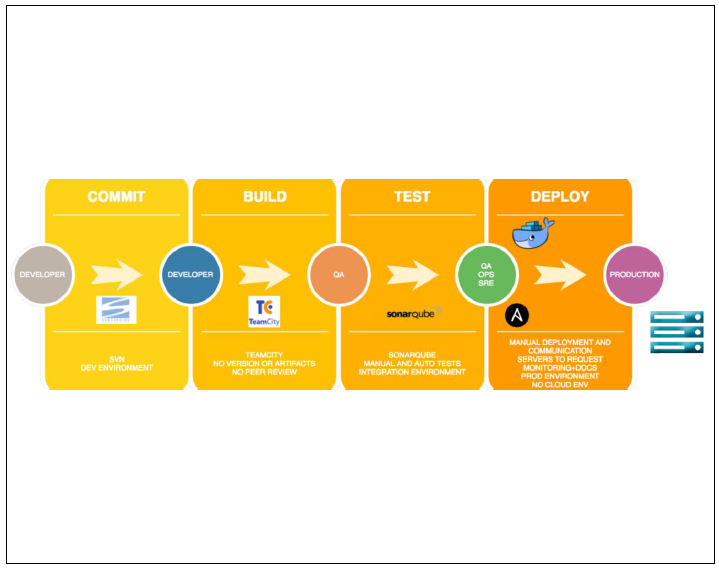 COMMIT
BUILD
TEST
DEPLOY
DEVELOPER
DEVELOPER
QA
QA
OPS
SRE
PRODUCTION
TeamCity
sonarqube
SVN
DEV ENVIRONMENT
TEAMCITY
NO VERSION OR ARTIFACTS
NO PEER REVIEW
SONARQUBE
MANUAL AND AUTO TESTS
INTEGRATION ENVIRONMENT
MANUAL DEPLOYMENT AND
COMMUNICATION
SERVERS TO REQUEST
MONITORING+DOCS
PROD ENVIRONMENT
NO CLOUD ENV